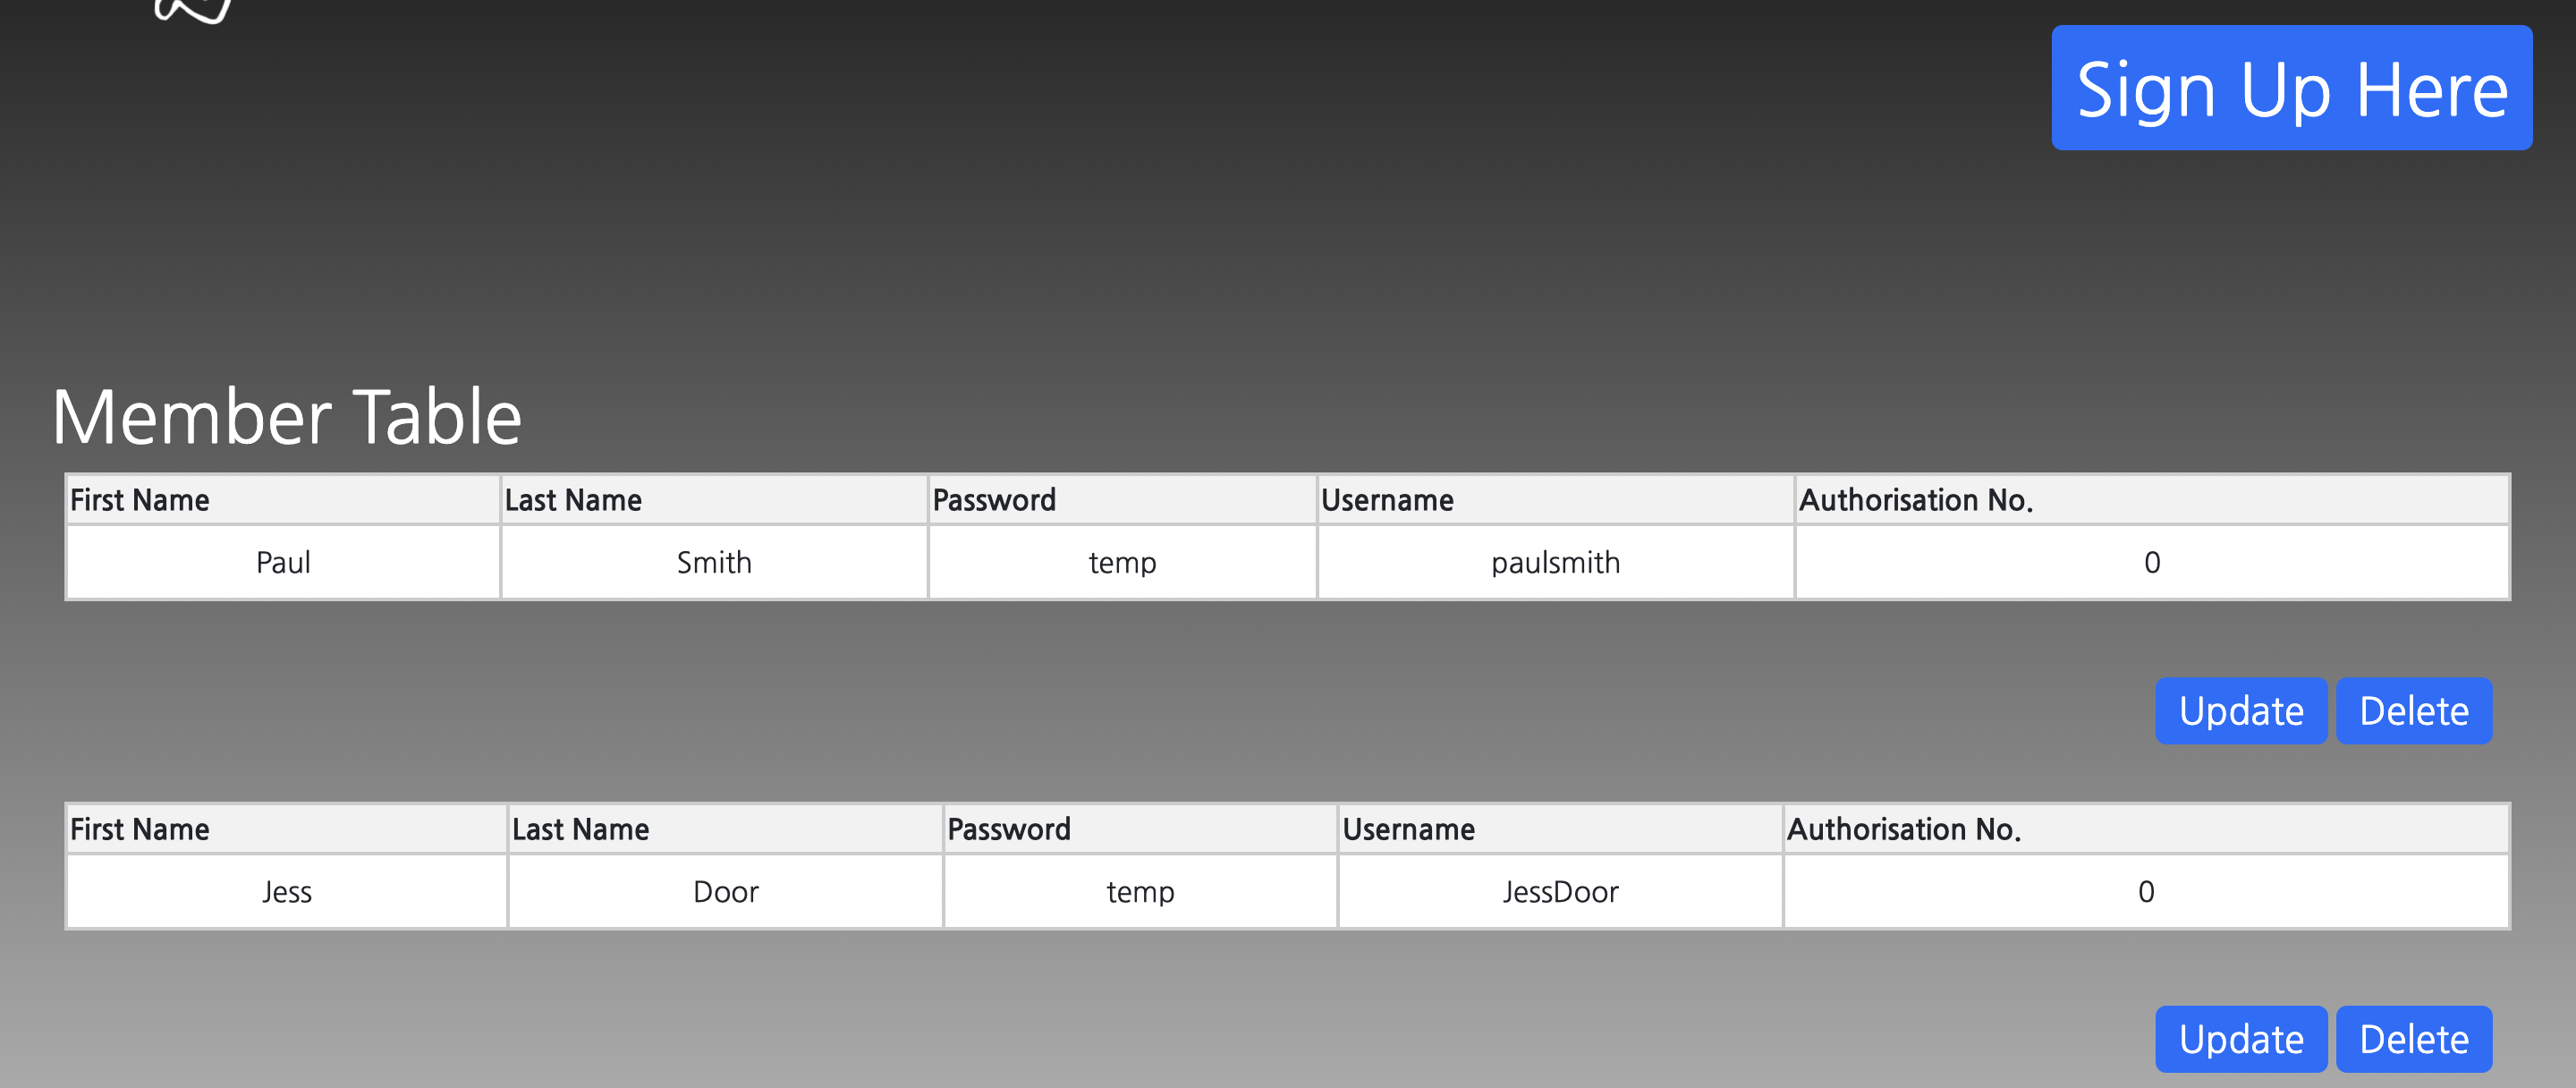 Sign Up Here
Member Table
First Name Last Name Password Username Authorisation No.
Paul Smith temp paulsmith 0
Update Delete
First Name Last Name Password Username Authorisation No.
Jess Door temp JessDoor 0
Update Delete